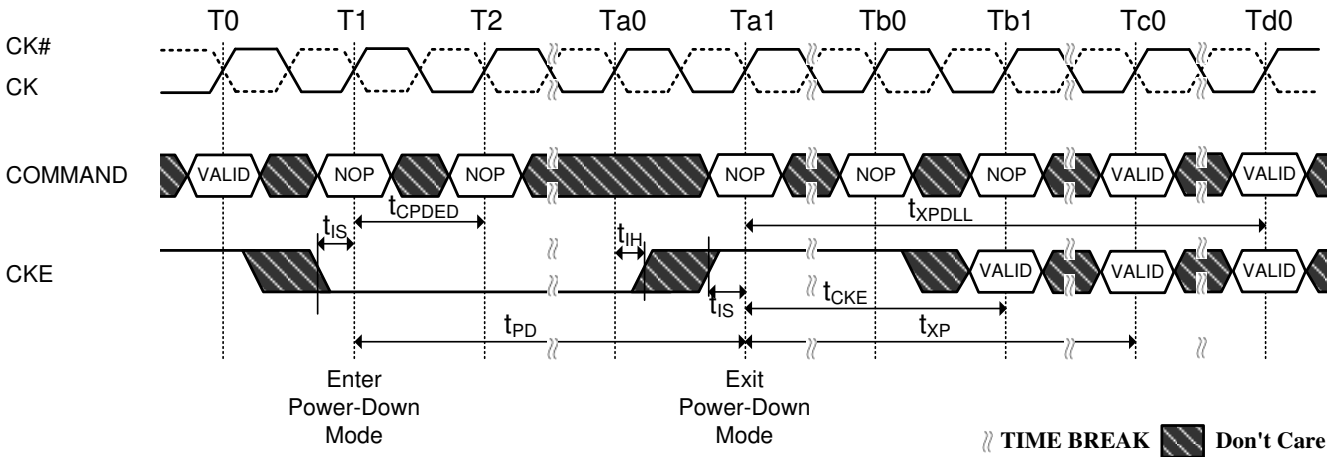 T0 T1 T2 Ta0 Ta1 Tb0 Tb1 Tc0 Td0
CK#
CK
COMMAND VALID NOP NOP NOP NOP NOP VALID VALID
tCPDED tXPDLL
tIS tIH
CKE VALID VALID VALID
tIS tCKE
tPD tXP
Enter Power-Down Mode
Exit Power-Down Mode
TIME BREAK Don't Care